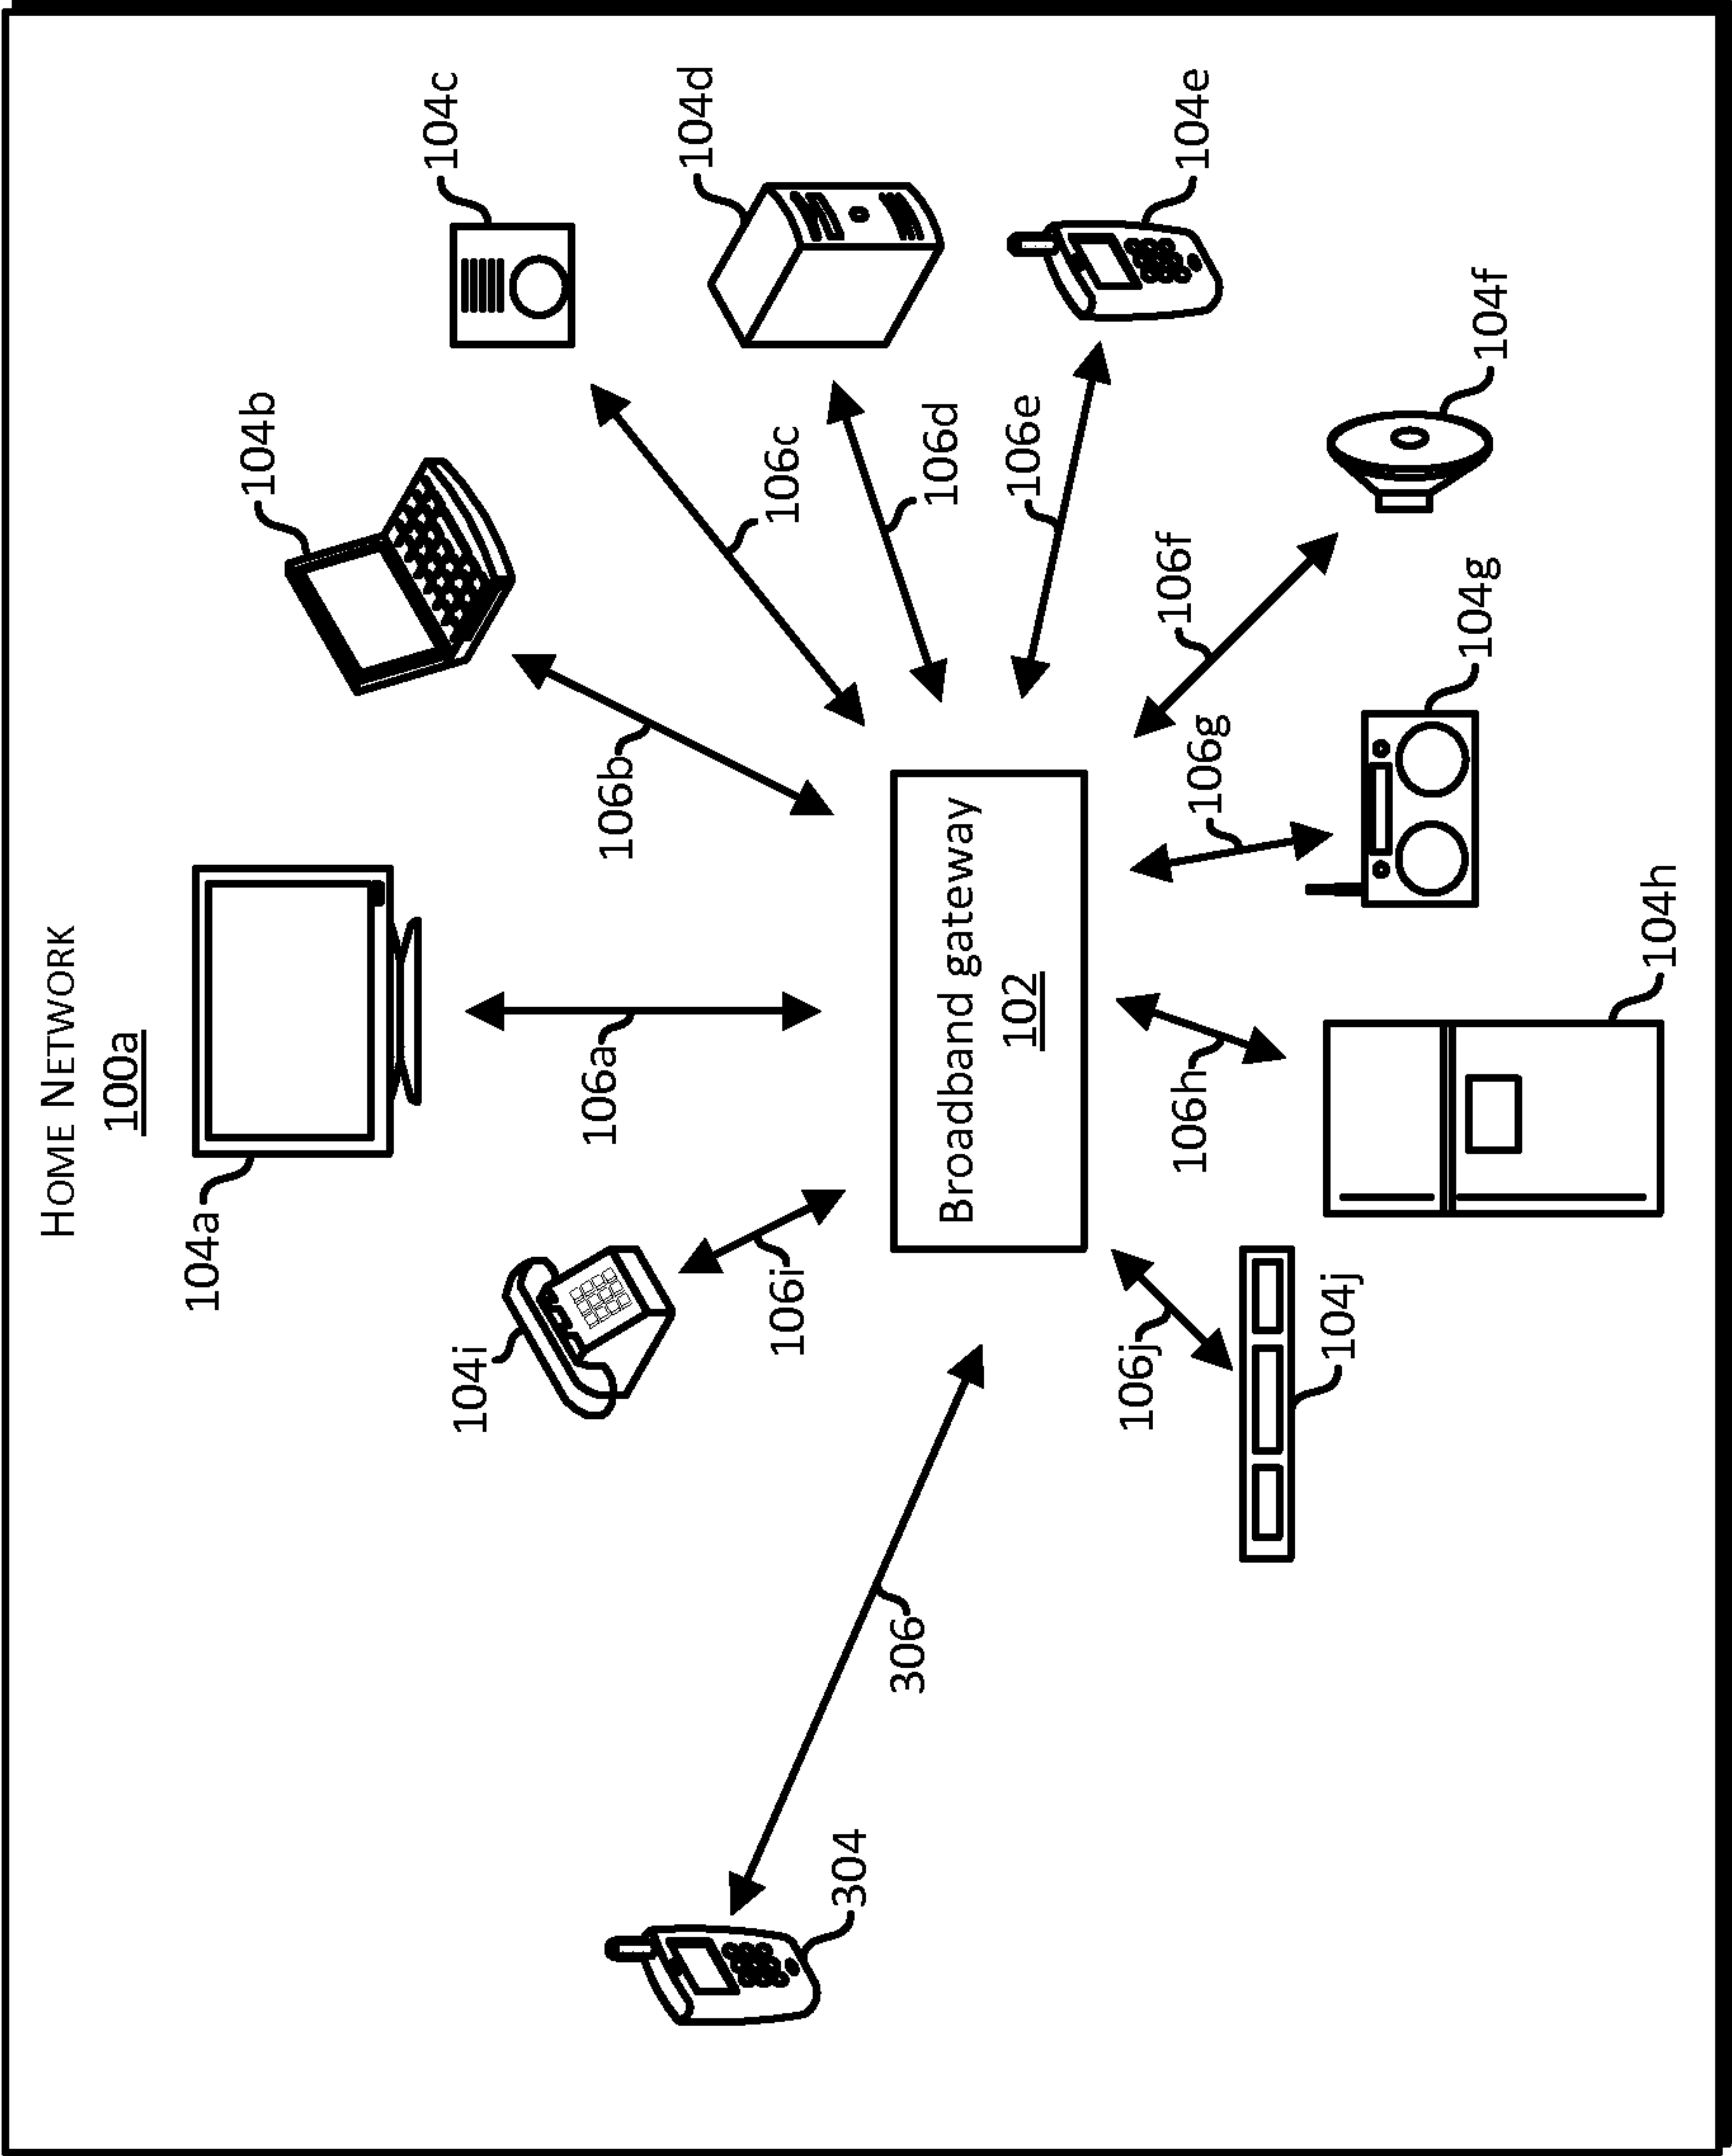 HOME NETWORK
100a
104a
104b
104c
104d
104e
104f
104g
104h
104i
104j
106a
106b
106c
106d
106e
106f
106g
106h
106i
106j
Broadband gateway
102
304
306